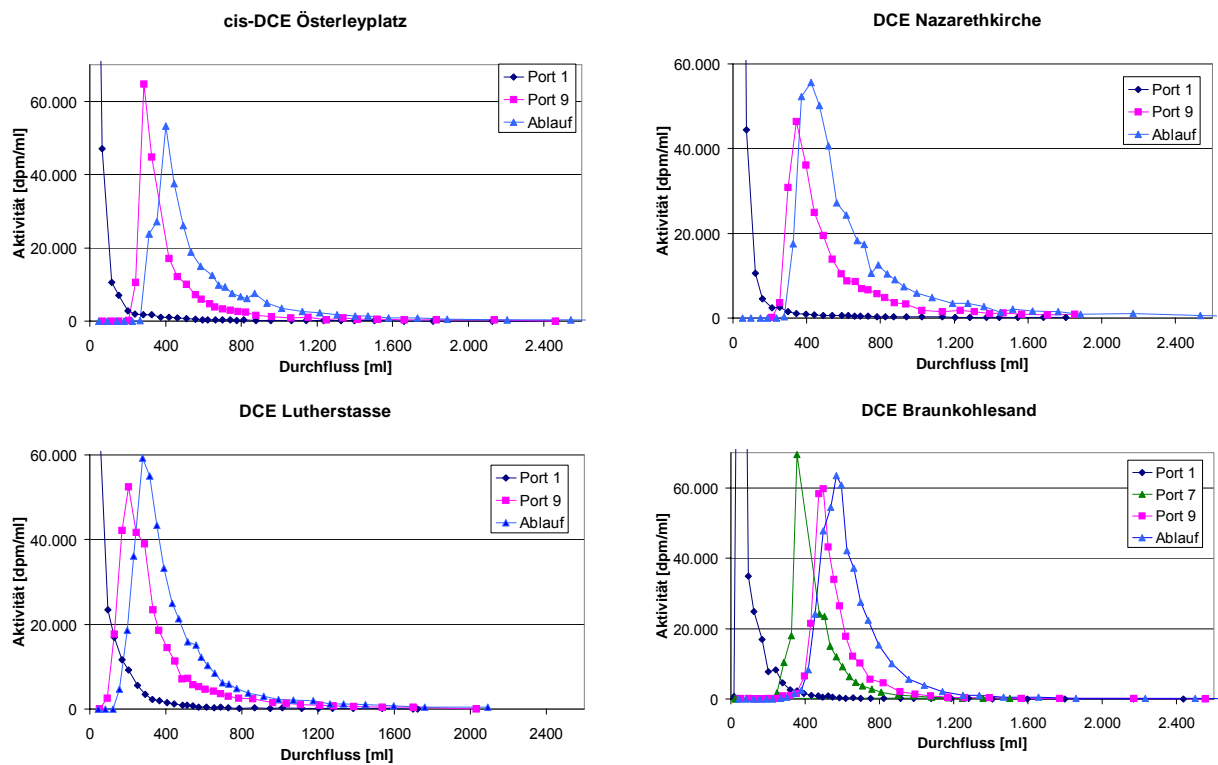 cis-DCE Österleyplatz
Aktivität [dpm/ml]
60.000
40.000
20.000
0
0 400 800 1.200 1.600 2.000 2.400
Durchfluss [ml]
Port 1
Port 9
Ablauf
DCE Nazarethkirche
Aktivität [dpm/ml]
60.000
40.000
20.000
0
0 400 800 1.200 1.600 2.000 2.400
Durchfluss [ml]
Port 1
Port 9
Ablauf
DCE Lutherstasse
Aktivität [dpm/ml]
60.000
40.000
20.000
0
0 400 800 1200 1600 2000 2400
Durchfluss [ml]
Port 1
Port 9
Ablauf
DCE Braunkohlesand
Aktivität [dpm/ml]
60.000
40.000
20.000
0
0 400 800 1.200 1.600 2.000 2.400
Durchfluss [ml]
Port 1
Port 7
Port 9
Ablauf